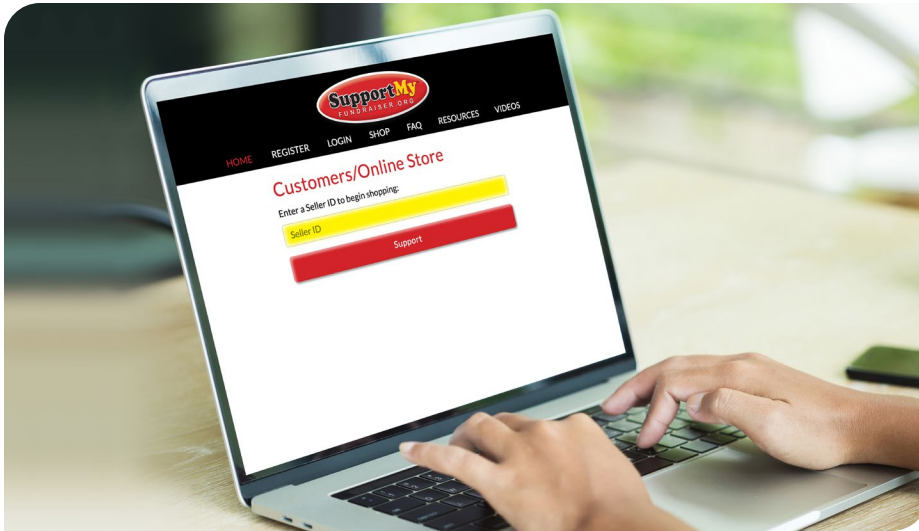 SupportMy
FUNDRAISER.ORG
HOME REGISTER LOGIN SHOP FAQ RESOURCES VIDEOS
Customers/Online Store
Enter a Seller ID to begin shopping:
Seller ID
Support